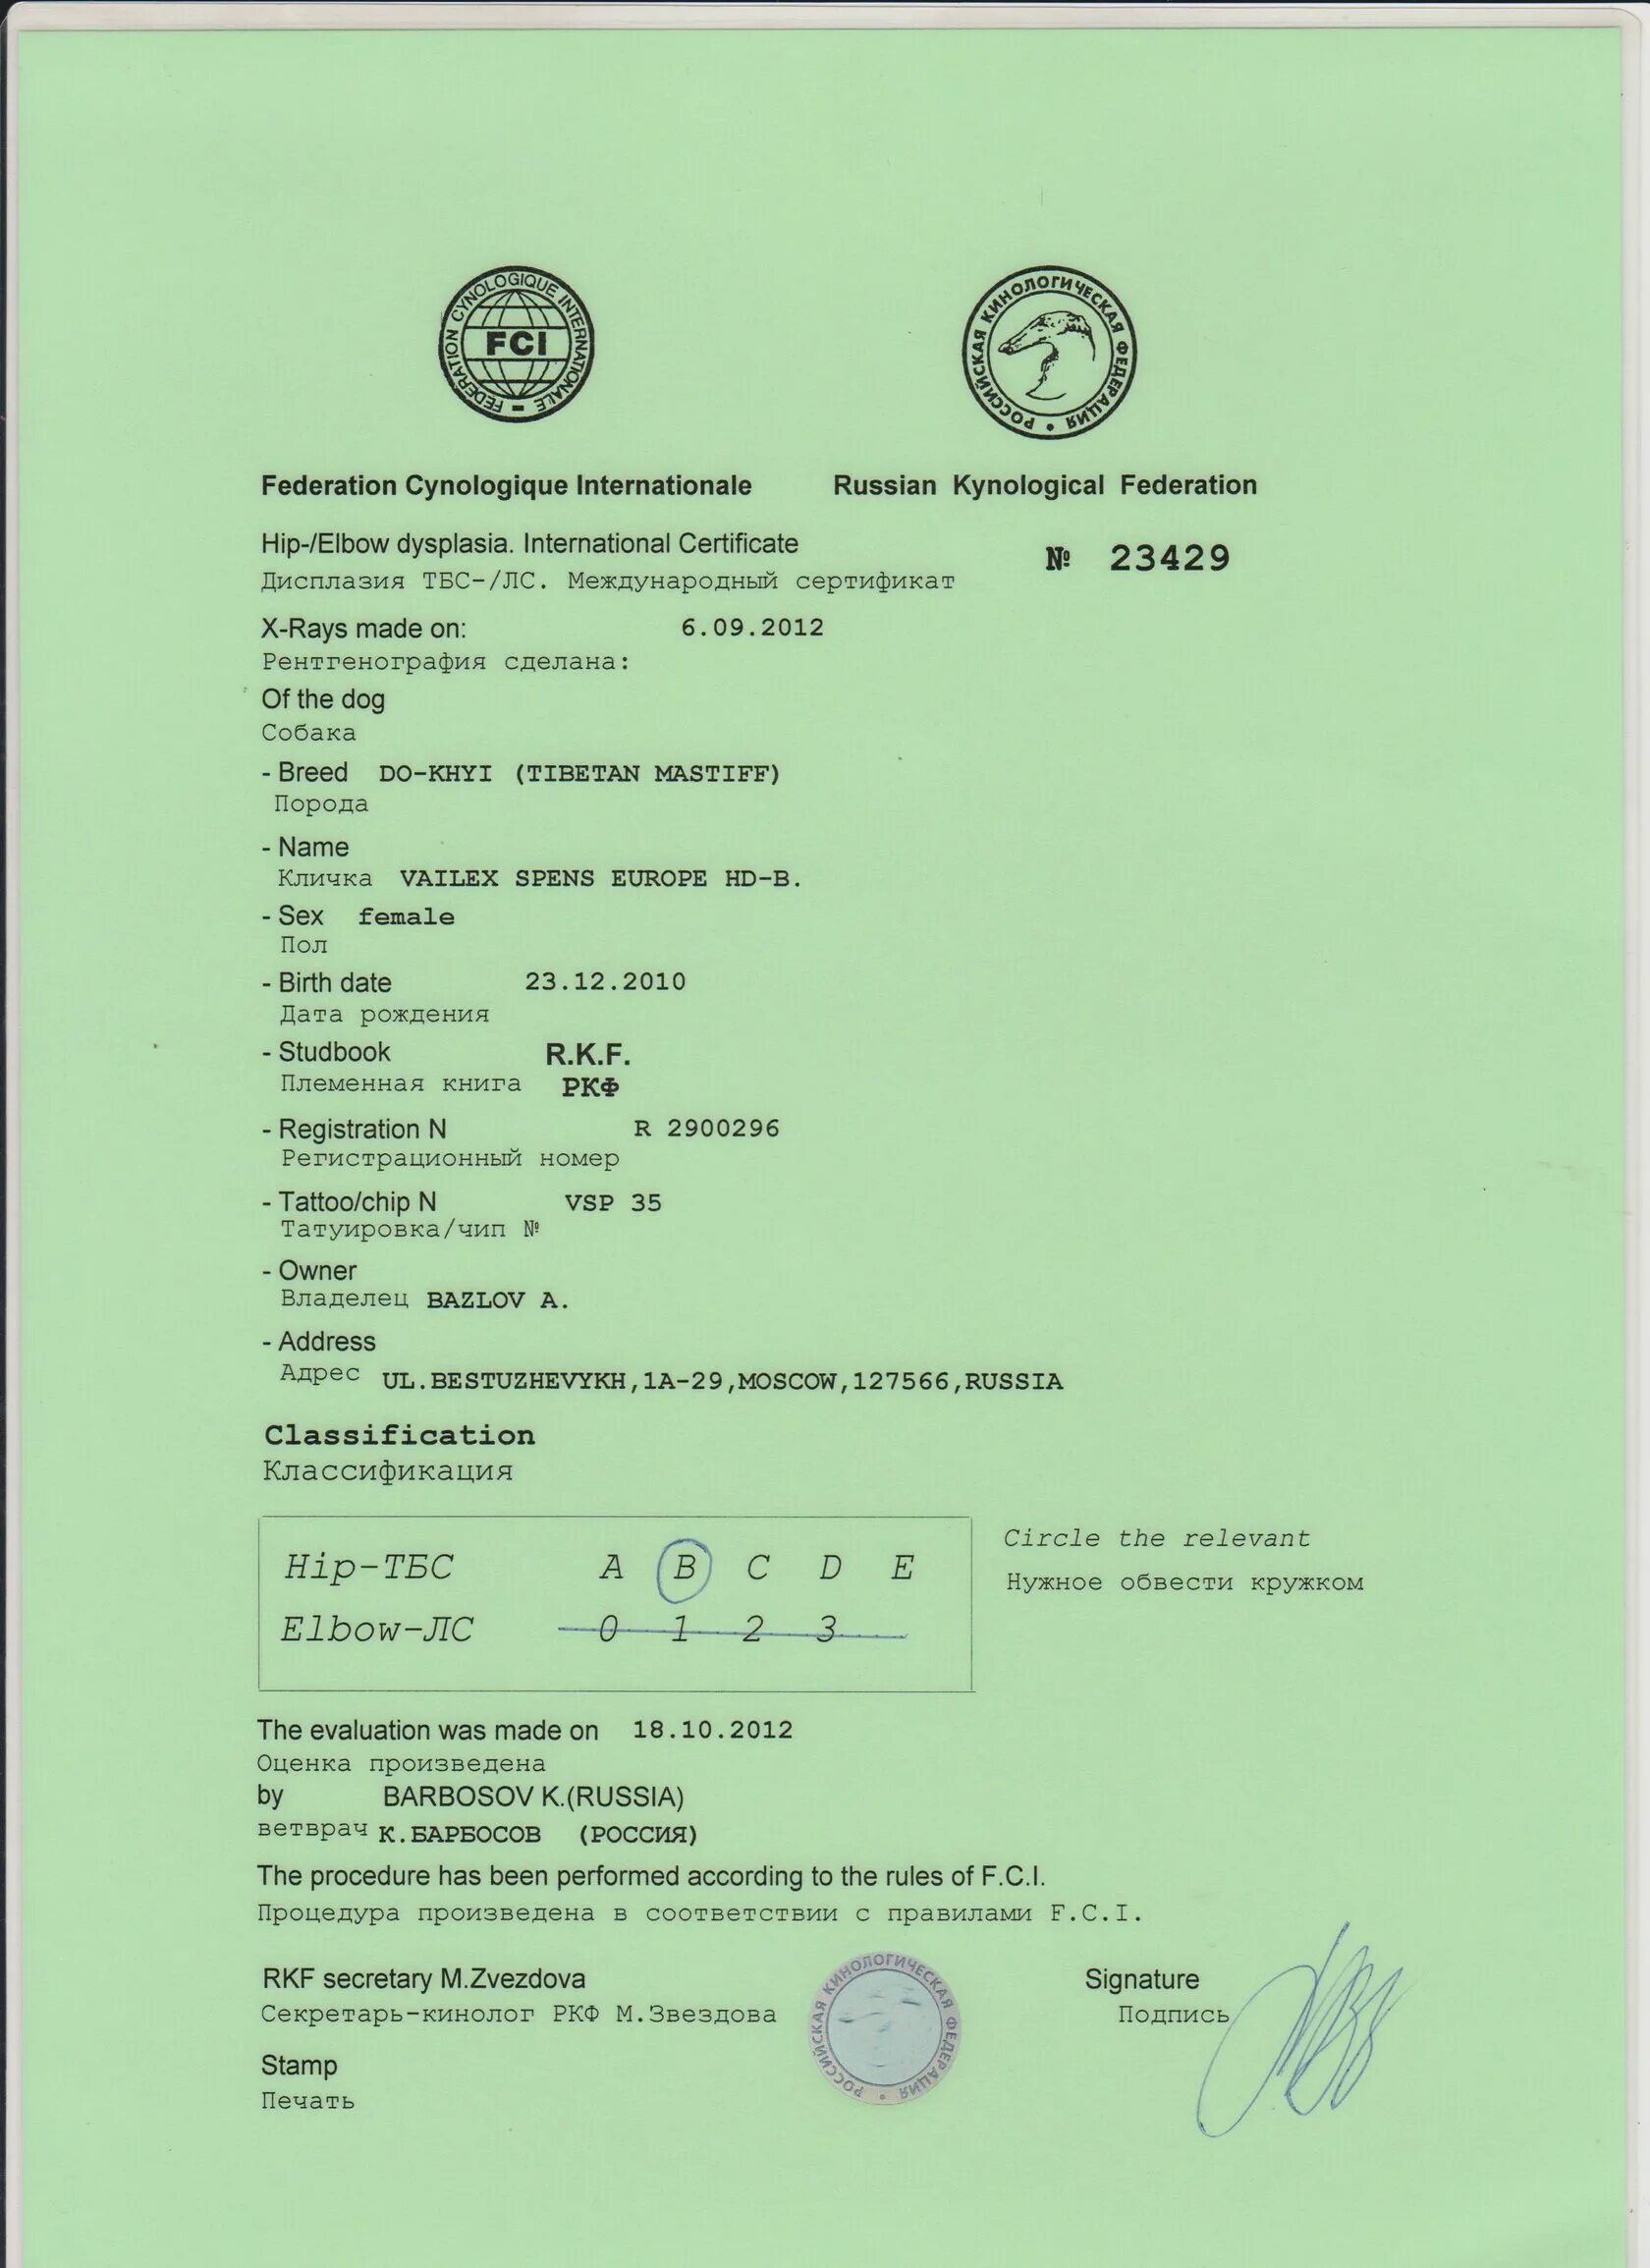 FEDERATION CYNOLOGIQUE INTERNATIONALE
FCI
РОССИЙСКАЯ КИНОЛОГИЧЕСКАЯ ФЕДЕРАЦИЯ
Federation Cynologique Internationale Russian Kynological Federation
Hip-/Elbow dysplasia. International Certificate № 23429
Дисплазия ТБС-/ЛС. Международный сертификат
X-Rays made on: 6.09.2012
Рентгенография сделана:
Of the dog
Собака
- Breed DO-KHYI (TIBETAN MASTIFF)
Порода
- Name
Кличка VAILEX SPENS EUROPE HD-B.
- Sex female
Пол
- Birth date 23.12.2010
Дата рождения
- Studbook R.K.F.
Племенная книга РКФ
- Registration N R 2900296
Регистрационный номер
- Tattoo/chip N VSP 35
Татуировка/чип №
- Owner
Владелец BAZLOV A.
- Address
Адрес UL.BESTUZHEVYKH,1A-29,MOSCOW,127566,RUSSIA
Classification
Классификация
Hip-ТБС A B C D E
Elbow-ЛС 0 1 2 3
Circle the relevant
Нужное обвести кружком
The evaluation was made on 18.10.2012
Оценка произведена
by BARBOSOV K.(RUSSIA)
ветврач К.БАРБОСОВ (РОССИЯ)
The procedure has been performed according to the rules of F.C.I.
Процедура произведена в соответствии с правилами F.C.I.
RKF secretary M.Zvezdova
Секретарь-кинолог РКФ М.Звездова
РОССИЙСКАЯ КИНОЛОГИЧЕСКАЯ ФЕДЕРАЦИЯ
Signature
Подпись
Stamp
Печать